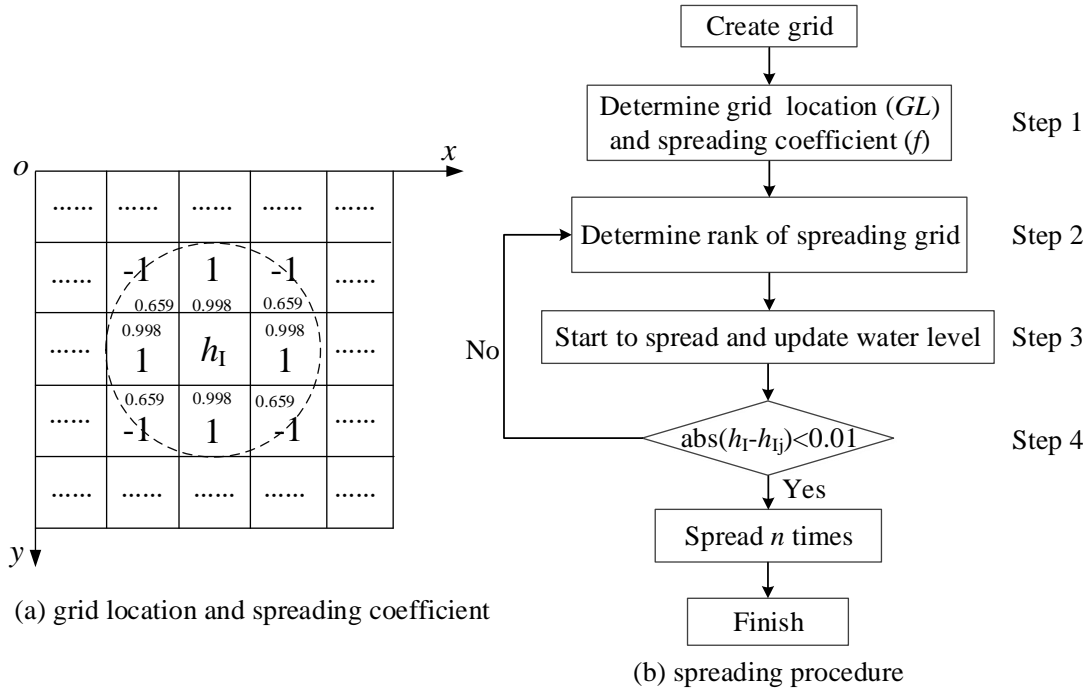 o
x
...... ...... ...... ...... ......
...... -1 1 -1 ......
0.659 0.998 0.659
0.998 0.998
...... 1 hI 1 ......
0.659 0.998 0.659
...... -1 1 -1 ......
...... ...... ...... ...... ......
y
(a) grid location and spreading coefficient
Create grid
Determine grid location (GL)
and spreading coefficient (f)
Step 1
Determine rank of spreading grid
Step 2
Start to spread and update water level
Step 3
No
abs(hI-hIj)<0.01
Step 4
Yes
Spread n times
Finish
(b) spreading procedure